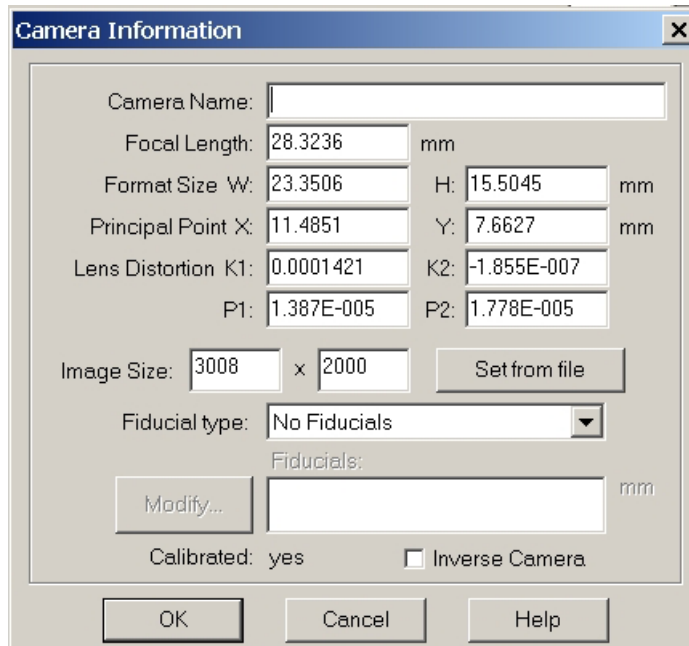 Camera Information
Camera Name:
Focal Length: 28.3236 mm
Format Size W: 23.3506 H: 15.5045 mm
Principal Point X: 11.4851 Y: 7.6627 mm
Lens Distortion K1: 0.0001421 K2: -1.855E-007
P1: 1.387E-005 P2: 1.778E-005
Image Size: 3008 x 2000 Set from file
Fiducial type: No Fiducials
Fiducials:
Modify... mm
Calibrated: yes Inverse Camera
OK Cancel Help